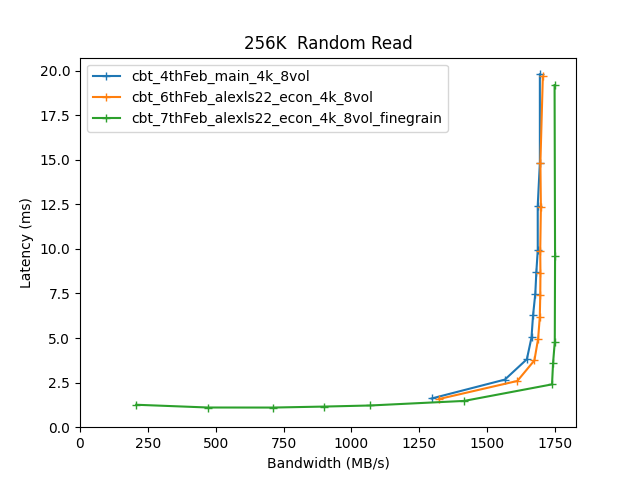 256K  Random Read
cbt_4thFeb_main_4k_8vol
cbt_6thFeb_alexls22_econ_4k_8vol
cbt_7thFeb_alexls22_econ_4k_8vol_finegrain
Latency (ms)
20.0
17.5
15.0
12.5
10.0
7.5
5.0
2.5
0.0
0 250 500 750 1000 1250 1500 1750
Bandwidth (MB/s)